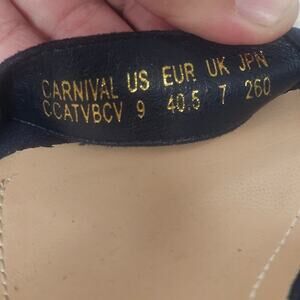 CARNIVAL US EUR UK JPN
CCATVBCV 9 40.5 7 260